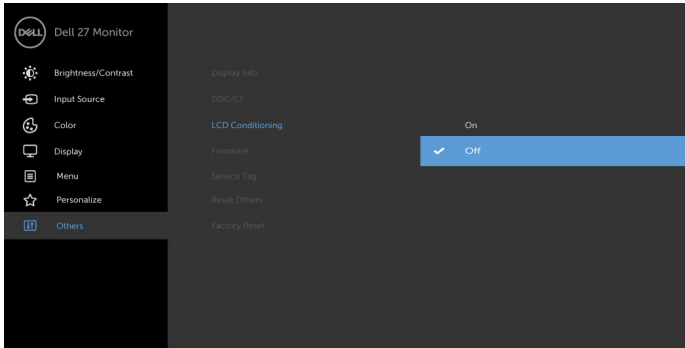 DELL Dell 27 Monitor
Brightness/Contrast Display Info
Input Source DDC/CI
Color LCD Conditioning On
Display Firmware Off
Menu Service Tag
Personalize Reset Others
Others Factory Reset